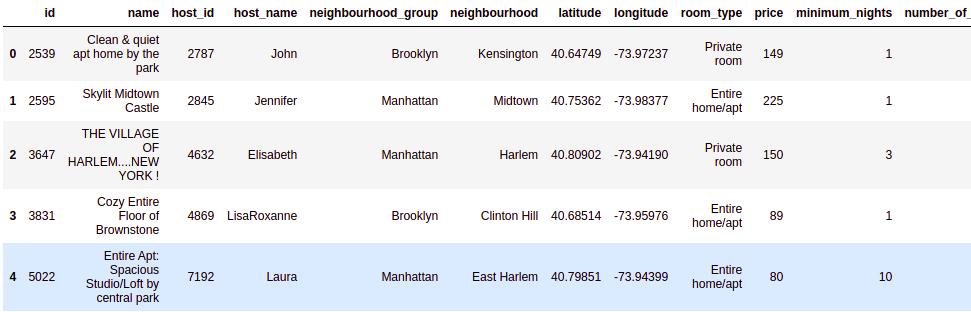 id name host_id host_name neighbourhood_group neighbourhood latitude longitude room_type price minimum_nights number_of_
0 2539 Clean & quiet apt home by the park 2787 John Brooklyn Kensington 40.64749 -73.97237 Private room 149 1
1 2595 Skylit Midtown Castle 2845 Jennifer Manhattan Midtown 40.75362 -73.98377 Entire home/apt 225 1
2 3647 THE VILLAGE OF HARLEM....NEW YORK ! 4632 Elisabeth Manhattan Harlem 40.80902 -73.94190 Private room 150 3
3 3831 Cozy Entire Floor of Brownstone 4869 LisaRoxanne Brooklyn Clinton Hill 40.68514 -73.95976 Entire home/apt 89 1
4 5022 Entire Apt: Spacious Studio/Loft by central park 7192 Laura Manhattan East Harlem 40.79851 -73.94399 Entire home/apt 80 10